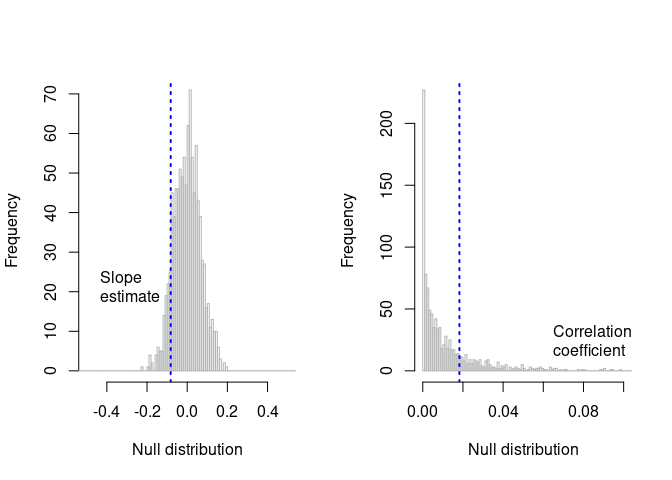 Frequency
70
60
50
40
30
20
10
0
Slope
estimate
-0.4 -0.2 0.0 0.2 0.4
Null distribution
Frequency
200
150
100
50
0
Correlation
coefficient
0.00 0.04 0.08
Null distribution